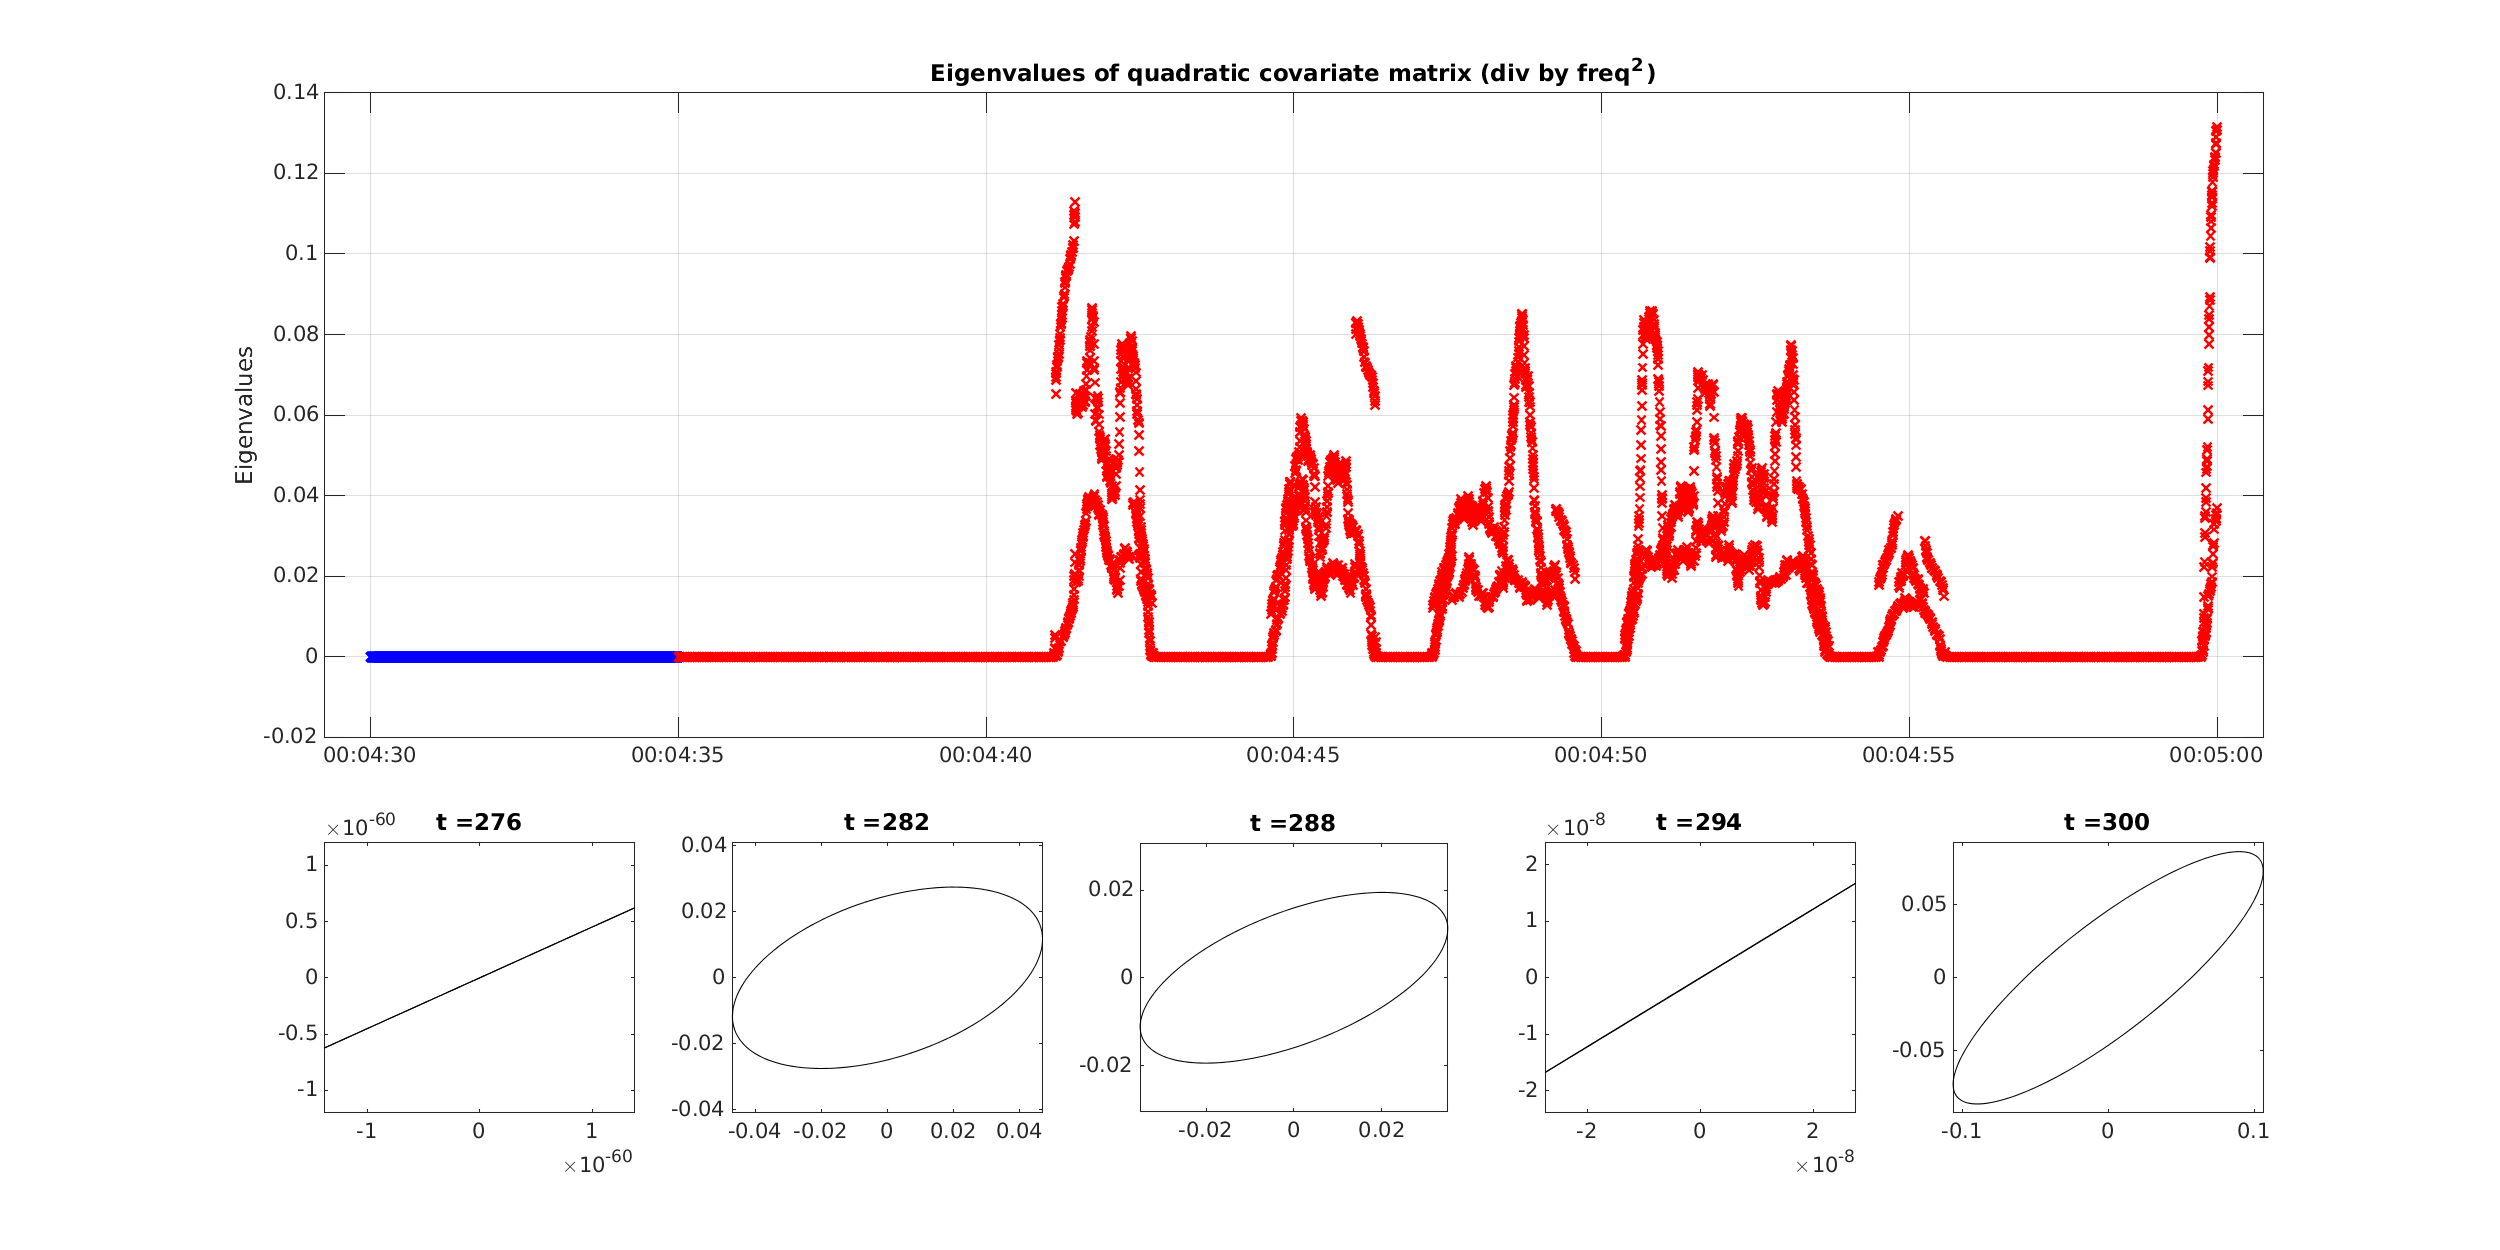 Eigenvalues of quadratic covariate matrix (div by freq²)
Eigenvalues
0.14
0.12
0.1
0.08
0.06
0.04
0.02
0
-0.02
00:04:30 00:04:35 00:04:40 00:04:45 00:04:50 00:04:55 00:05:00
t =276
×10⁻⁶⁰
1
0.5
0
-0.5
-1
-1 0 1
×10⁻⁶⁰
t =282
0.04
0.02
0
-0.02
-0.04
-0.04 -0.02 0 0.02 0.04
t =288
0.02
0
-0.02
-0.02 0 0.02
t =294
×10⁻⁸
2
1
0
-1
-2
-2 0 2
×10⁻⁸
t =300
0.05
0
-0.05
-0.1 0 0.1